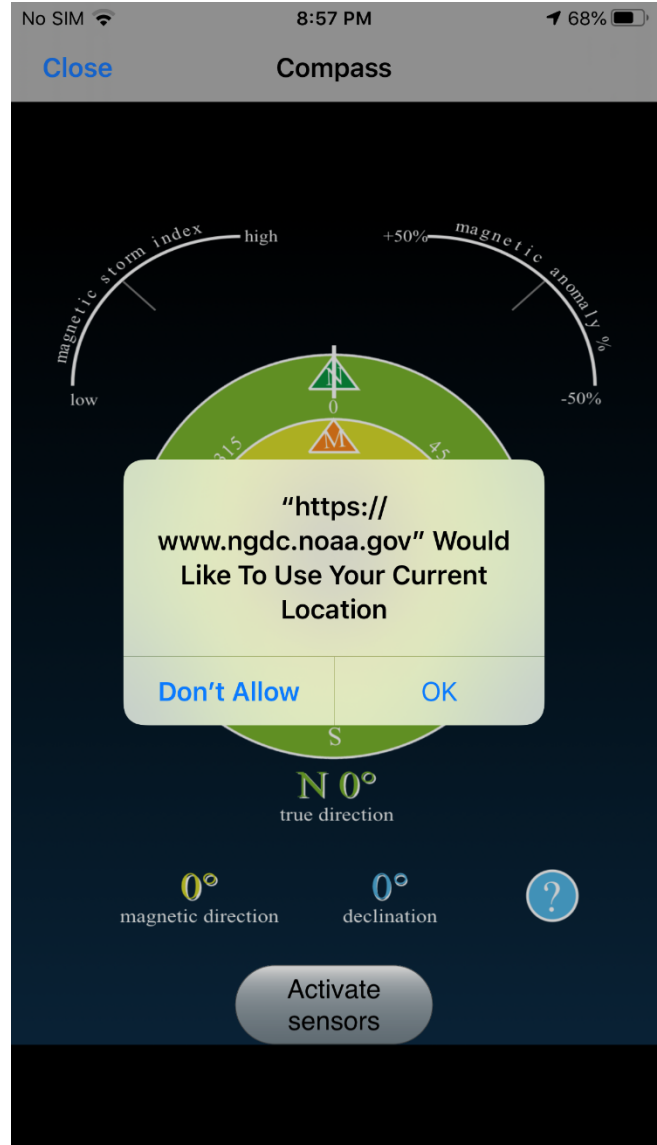 No SIM 8:57 PM 68%
Close Compass
magnetic storm index
high
low
+50%
magnetic anomaly %
-50%
N
0
315
45
M
“https://
www.ngdc.noaa.gov” Would
Like To Use Your Current
Location
Don’t Allow OK
S
N 0°
true direction
0° 0° ?
magnetic direction declination
Activate
sensors